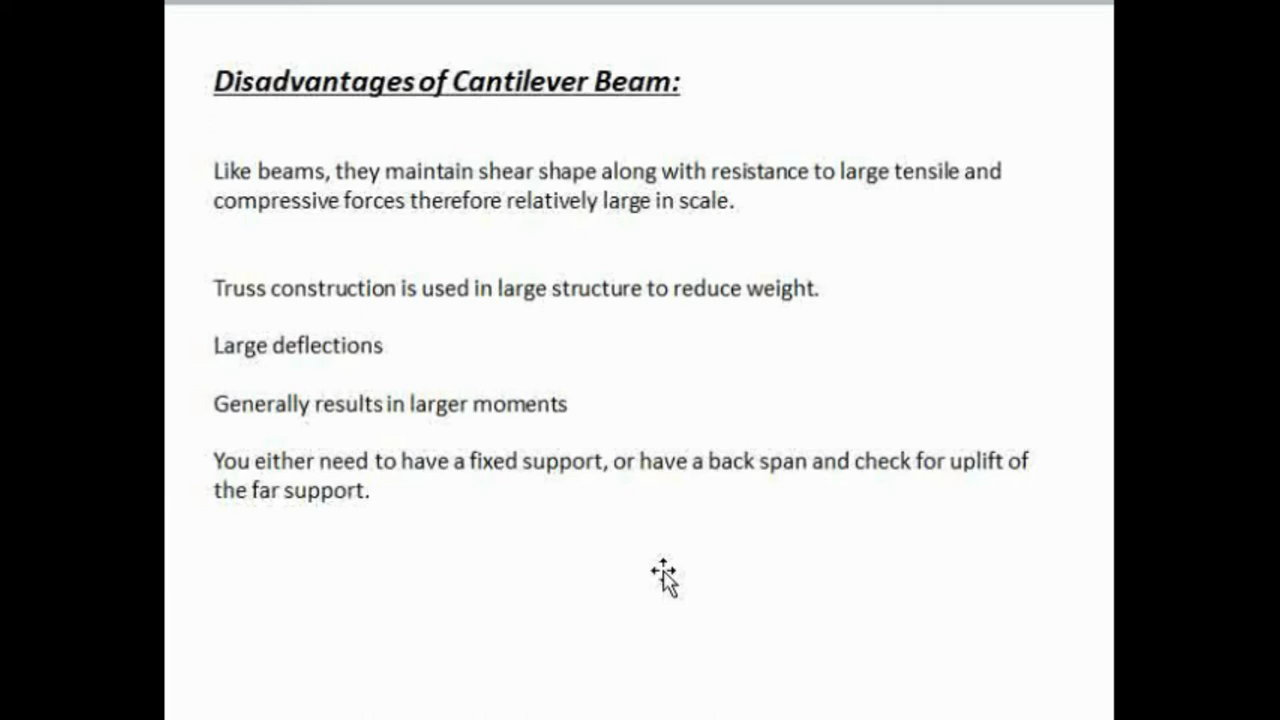 Disadvantages of Cantilever Beam:
Like beams, they maintain shear shape along with resistance to large tensile and
compressive forces therefore relatively large in scale.
Truss construction is used in large structure to reduce weight.
Large deflections
Generally results in larger moments
You either need to have a fixed support, or have a back span and check for uplift of
the far support.